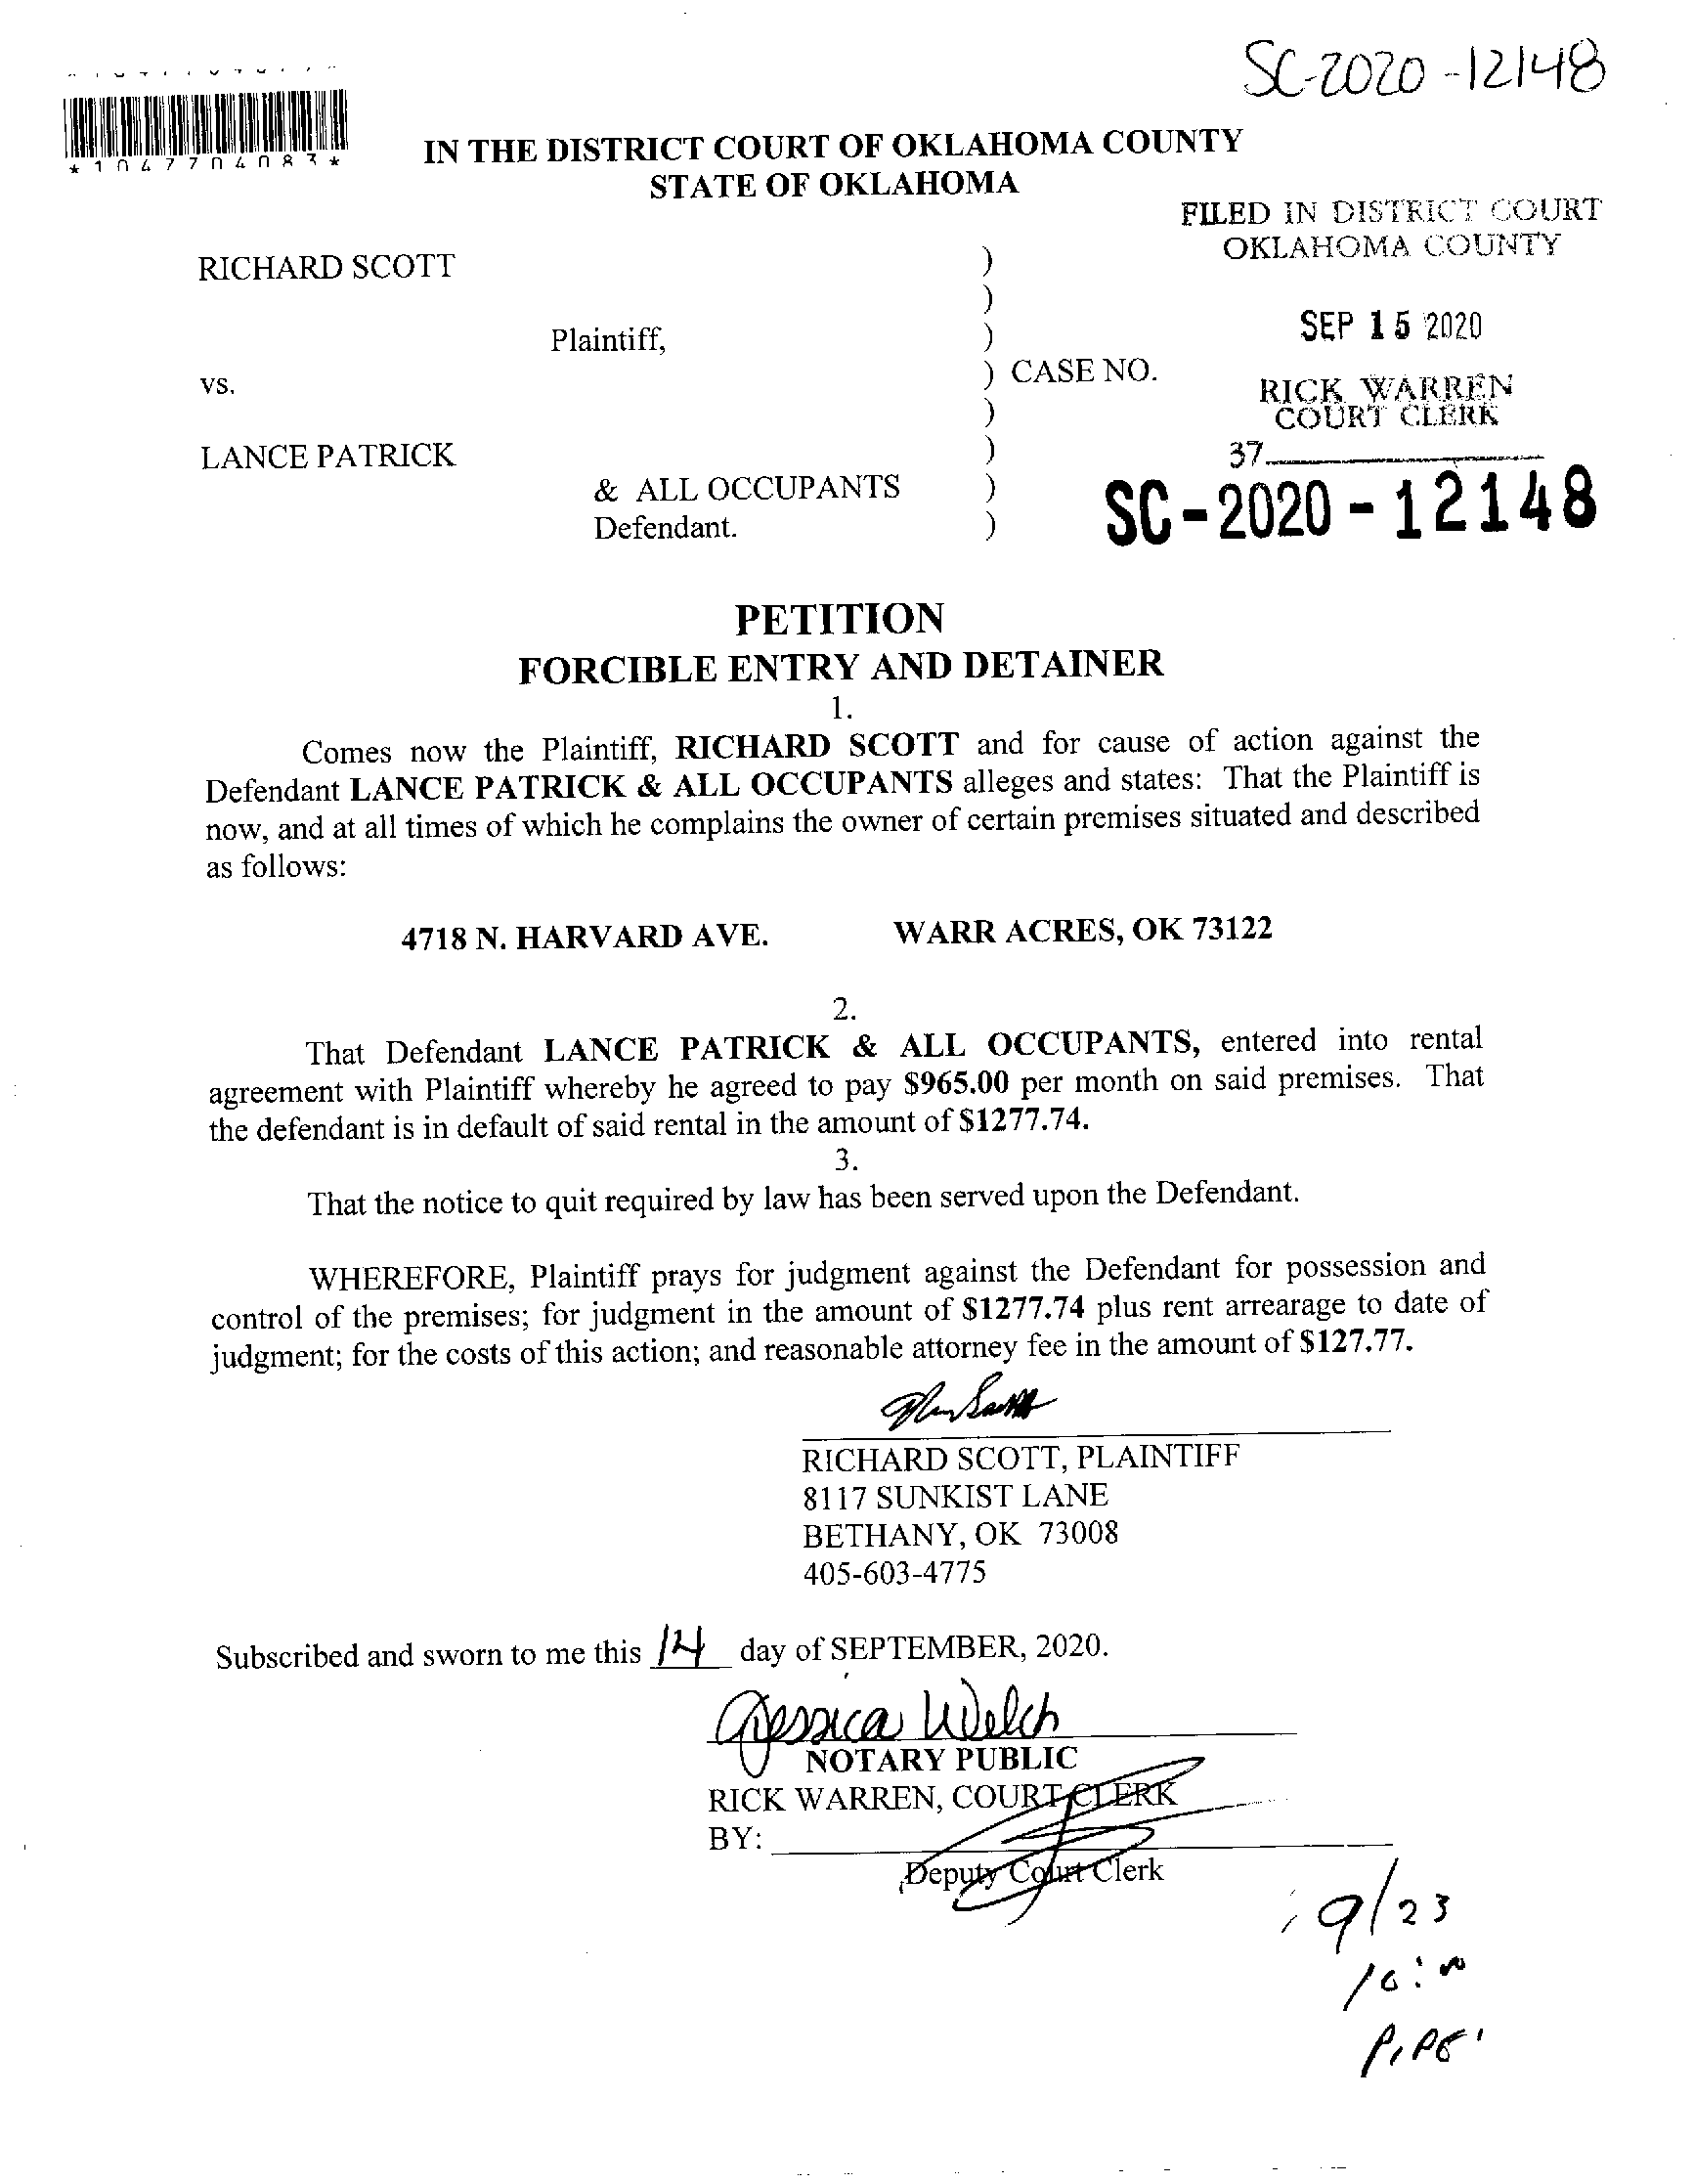 SC-2020-12148
*1047704083*
IN THE DISTRICT COURT OF OKLAHOMA COUNTY
STATE OF OKLAHOMA
FILED IN DISTRICT COURT
OKLAHOMA COUNTY
RICHARD SCOTT )
)
SEP 15 2020
Plaintiff, )
vs. ) CASE NO.
RICK WARREN
) COURT CLERK
LANCE PATRICK )
37
& ALL OCCUPANTS )
Defendant. )
SC-2020-12148
PETITION
FORCIBLE ENTRY AND DETAINER
1.
Comes now the Plaintiff, RICHARD SCOTT and for cause of action against the
Defendant LANCE PATRICK & ALL OCCUPANTS alleges and states: That the Plaintiff is
now, and at all times of which he complains the owner of certain premises situated and described
as follows:
4718 N. HARVARD AVE. WARR ACRES, OK 73122
2.
That Defendant LANCE PATRICK & ALL OCCUPANTS, entered into rental
agreement with Plaintiff whereby he agreed to pay $965.00 per month on said premises. That
the defendant is in default of said rental in the amount of $1277.74.
3.
That the notice to quit required by law has been served upon the Defendant.
WHEREFORE, Plaintiff prays for judgment against the Defendant for possession and
control of the premises; for judgment in the amount of $1277.74 plus rent arrearage to date of
judgment; for the costs of this action; and reasonable attorney fee in the amount of $127.77.
RICHARD SCOTT, PLAINTIFF
8117 SUNKIST LANE
BETHANY, OK 73008
405-603-4775
Subscribed and sworn to me this 14 day of SEPTEMBER, 2020.
Jessica Welch
NOTARY PUBLIC
RICK WARREN, COURT CLERK
BY:
Deputy Court Clerk
9/23